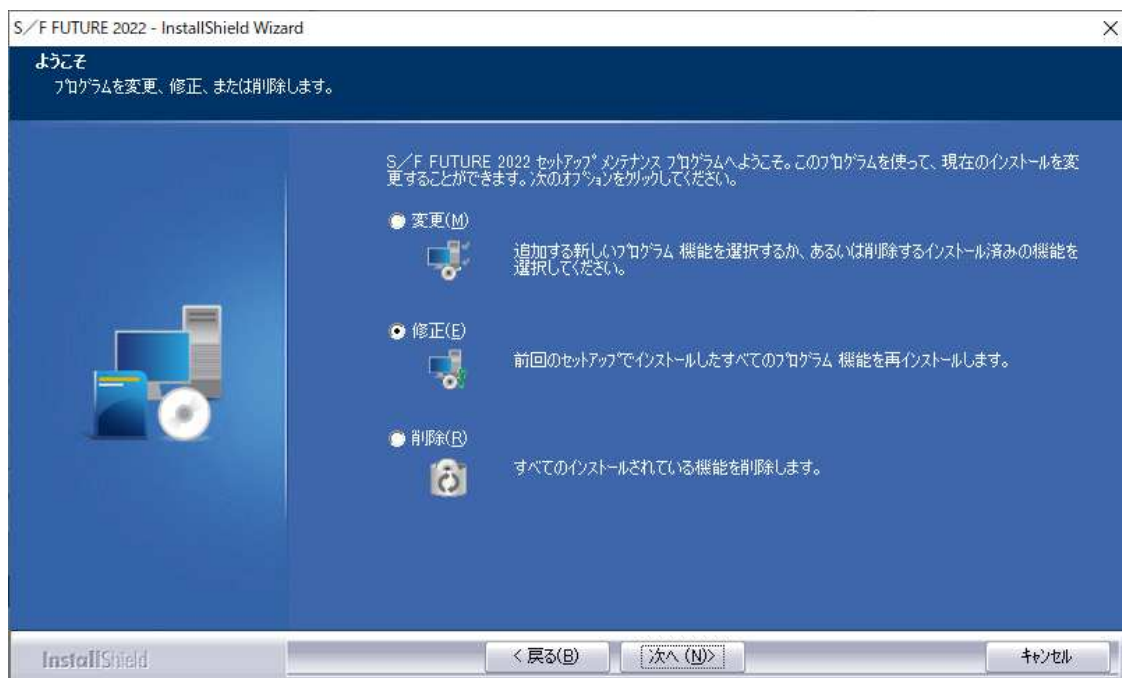 S／F FUTURE 2022 - InstallShield Wizard
ようこそ
ﾌﾟﾛｸﾞﾗﾑを変更、修正、または削除します。
S／F FUTURE 2022 ｾｯﾄｱｯﾌﾟ ﾒﾝﾃﾅﾝｽ ﾌﾟﾛｸﾞﾗﾑへようこそ。このﾌﾟﾛｸﾞﾗﾑを使って、現在のｲﾝｽﾄｰﾙを変
更することができます。次のｵﾌﾟｼｮﾝをｸﾘｯｸしてください。
変更(M)
追加する新しいﾌﾟﾛｸﾞﾗﾑ 機能を選択するか、あるいは削除するｲﾝｽﾄｰﾙ済みの機能を
選択してください。
修正(E)
前回のｾｯﾄｱｯﾌﾟでｲﾝｽﾄｰﾙしたすべてのﾌﾟﾛｸﾞﾗﾑ 機能を再ｲﾝｽﾄｰﾙします。
削除(R)
すべてのｲﾝｽﾄｰﾙされている機能を削除します。
InstallShield
< 戻る(B)
次へ (N)>
ｷｬﾝｾﾙ